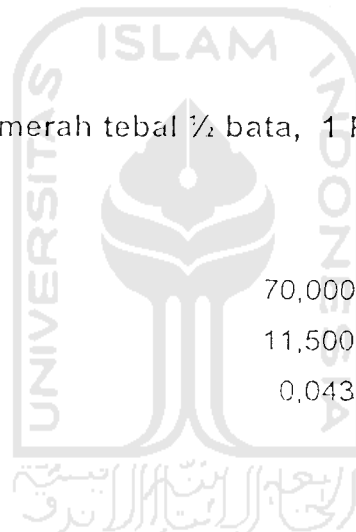 ISLAM
UNIVERSITAS
INDONESIA
merah tebal ½ bata, 1
70,000
11,500
0,043